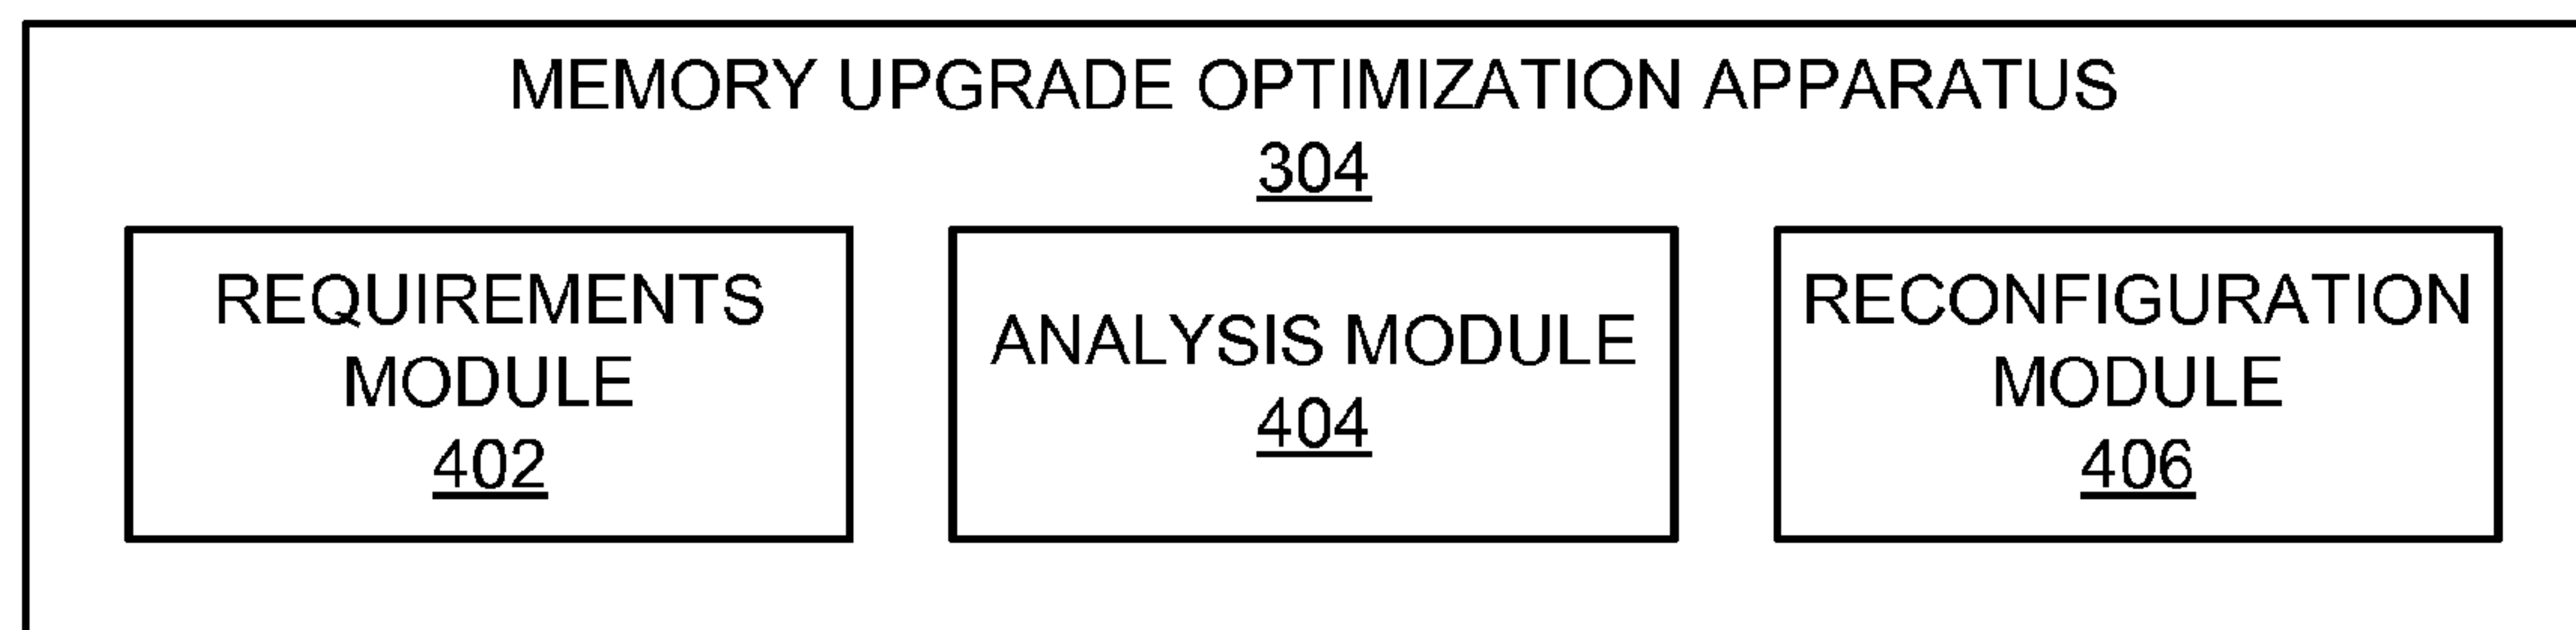 MEMORY UPGRADE OPTIMIZATION APPARATUS
304
REQUIREMENTS
MODULE
402
ANALYSIS MODULE
404
RECONFIGURATION
MODULE
406